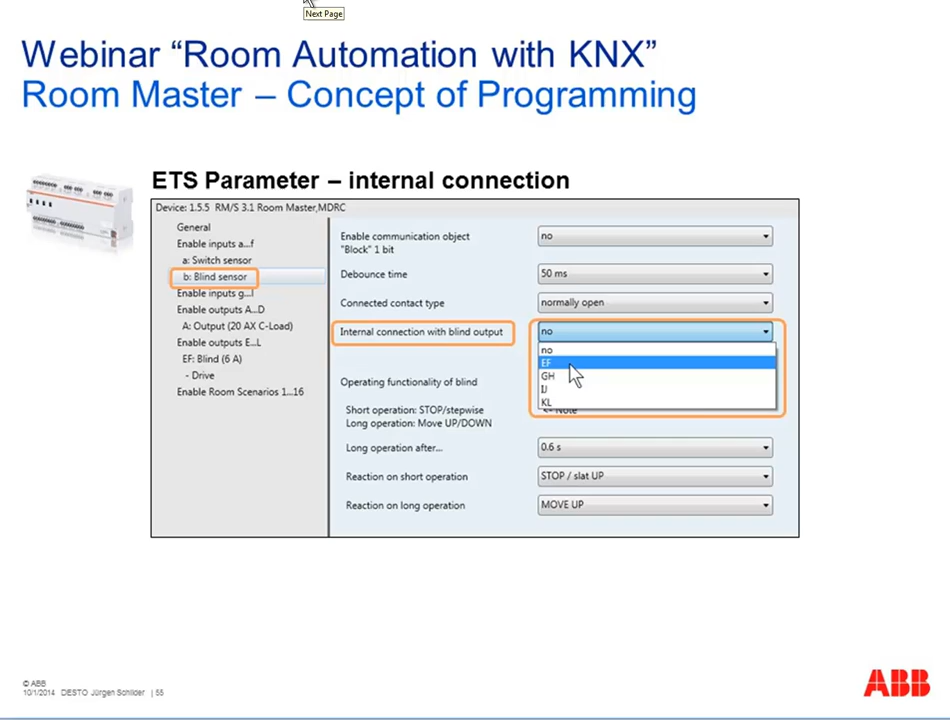 Next Page
Webinar “Room Automation with KNX”
Room Master – Concept of Programming
ETS Parameter – internal connection
Device: 1.5.5 RM/S 3.1 Room Master,MDRC
General
Enable inputs a...f
a: Switch sensor
b: Blind sensor
Enable inputs g...l
Enable outputs A...D
A: Output (20 AX C-Load)
Enable outputs E...L
EF: Blind (6 A)
- Drive
Enable Room Scenarios 1...16
Enable communication object
"Block" 1 bit
no
Debounce time
50 ms
Connected contact type
normally open
Internal connection with blind output
no
no
EF
GH
IJ
KL
Operating functionality of blind
Short operation: STOP/stepwise
Long operation: Move UP/DOWN
<- Note
Long operation after...
0.6 s
Reaction on short operation
STOP / slat UP
Reaction on long operation
MOVE UP
© ABB
10/1/2014 DESTO Jürgen Schilder | 55
ABB